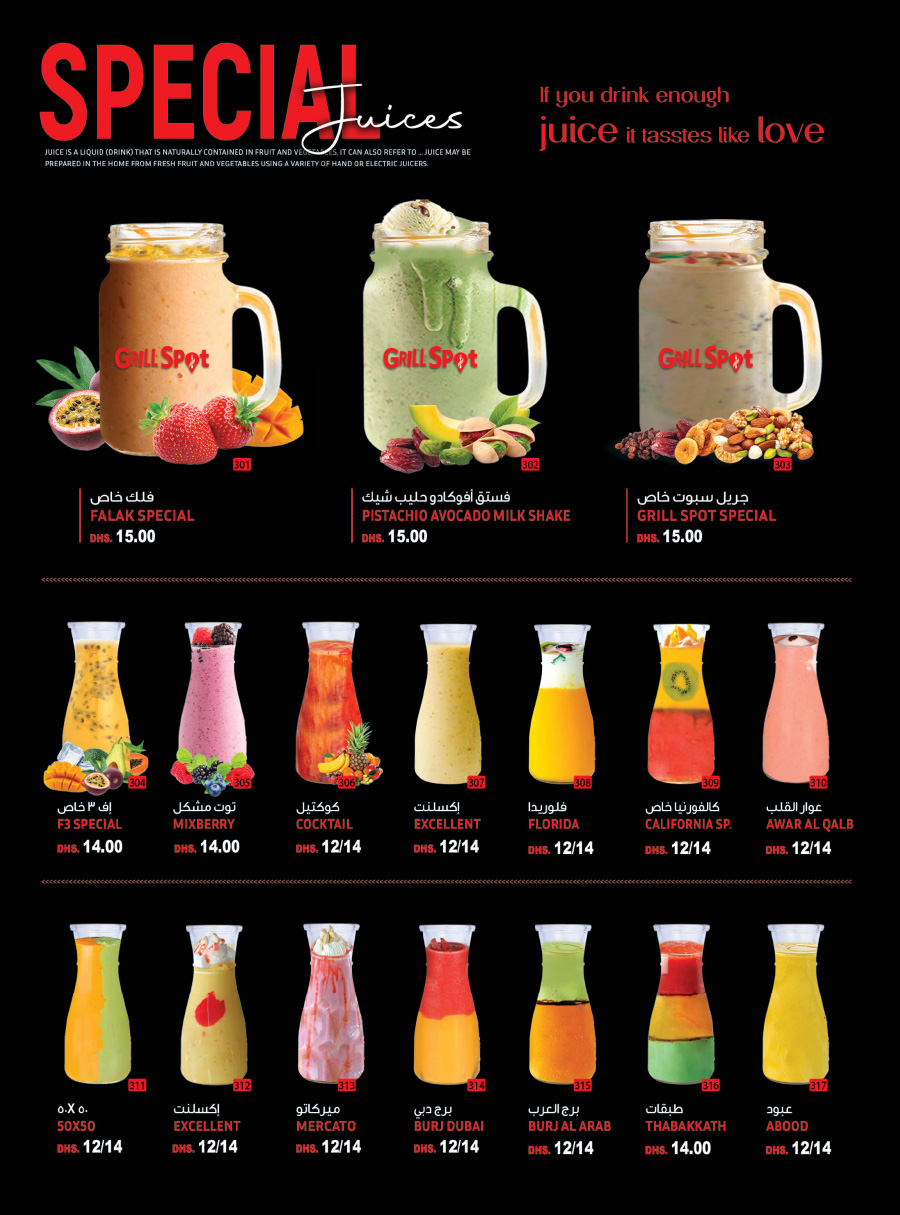 SPECIAL
Juices
JUICE IS A LIQUID (DRINK) THAT IS NATURALLY CONTAINED IN FRUIT AND VEGETABLES. IT CAN ALSO REFER TO ... JUICE MAY BE
PREPARED IN THE HOME FROM FRESH FRUIT AND VEGETABLES USING A VARIETY OF HAND OR ELECTRIC JUICERS.
If you drink enough
juice it tasstes like love
GRILL SPOT
GRILL SPOT
GRILL SPOT
301
302
303
فلك خاص
FALAK SPECIAL
DHS. 15.00
فستق أفوكادو حليب شيك
PISTACHIO AVOCADO MILK SHAKE
DHS. 15.00
جريل سبوت خاص
GRILL SPOT SPECIAL
DHS. 15.00
304
305
306
307
308
309
310
إف ٣ خاص
F3 SPECIAL
DHS. 14.00
توت مشكل
MIXBERRY
DHS. 14.00
كوكتيل
COCKTAIL
DHS. 12/14
إكسلنت
EXCELLENT
DHS. 12/14
فلوريدا
FLORIDA
DHS. 12/14
كالفورنيا خاص
CALIFORNIA SP.
DHS. 12/14
عوار القلب
AWAR AL QALB
DHS. 12/14
311
312
313
314
315
316
317
٥٠X٥٠
50X50
DHS. 12/14
إكسلنت
EXCELLENT
DHS. 12/14
ميركاتو
MERCATO
DHS. 12/14
برج دبي
BURJ DUBAI
DHS. 12/14
برج العرب
BURJ AL ARAB
DHS. 12/14
طبقات
THABAKKATH
DHS. 14.00
عبود
ABOOD
DHS. 12/14